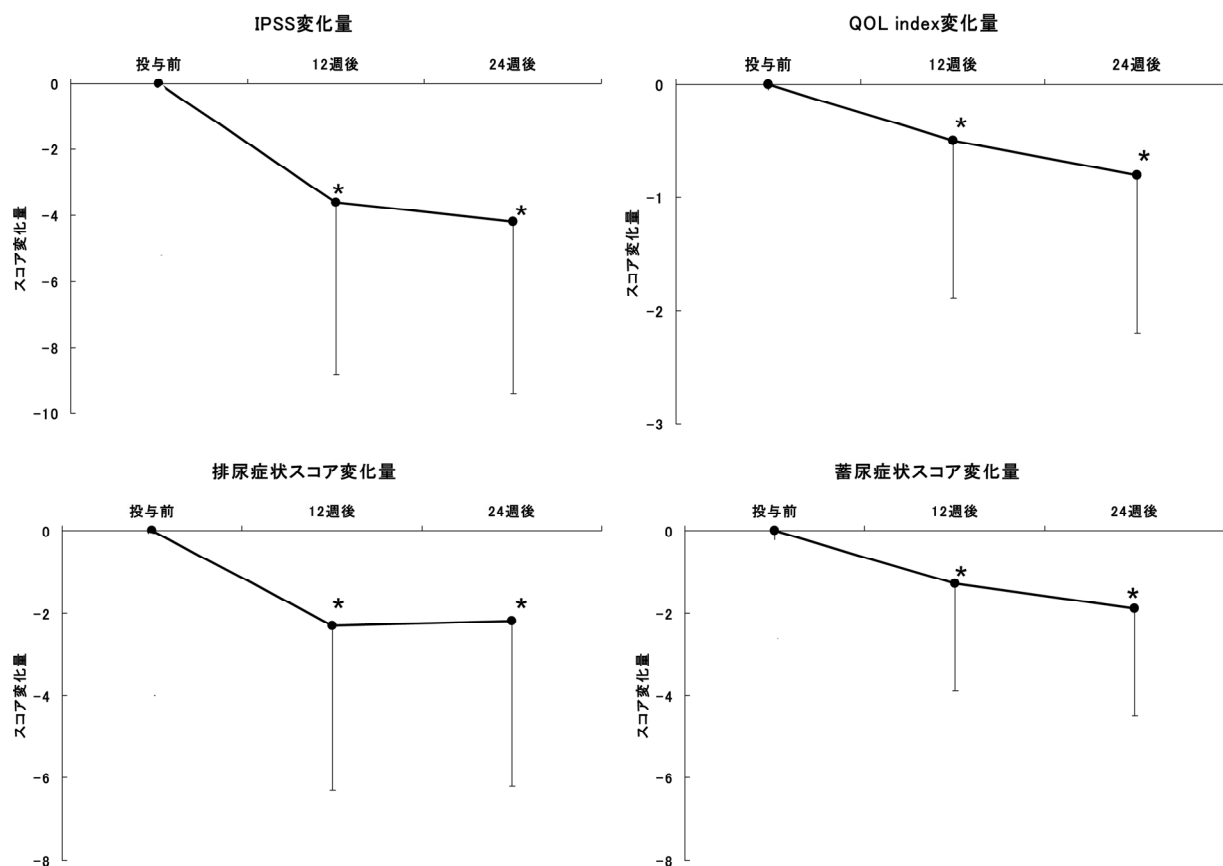 IPSS変化量
投与前 12週後 24週後
0
-2
-4
-6
-8
-10
スコア変化量
*
*
QOL index変化量
投与前 12週後 24週後
0
-1
-2
-3
スコア変化量
*
*
排尿症状スコア変化量
投与前 12週後 24週後
0
-2
-4
-6
-8
スコア変化量
*
*
蓄尿症状スコア変化量
投与前 12週後 24週後
0
-2
-4
-6
-8
スコア変化量
*
*